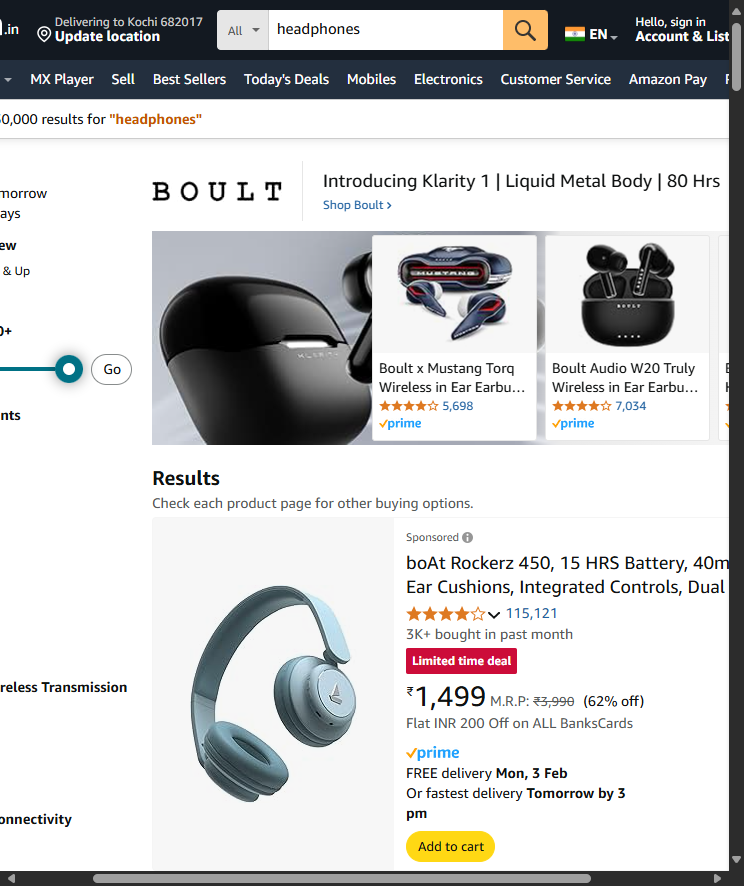 .in
Delivering to Kochi 682017
Update location
All
headphones
EN
Hello, sign in
Account & List
MX Player
Sell
Best Sellers
Today's Deals
Mobiles
Electronics
Customer Service
Amazon Pay
0,000 results for "headphones"
morrow
ays
ew
& Up
0+
Go
nts
reless Transmission
onnectivity
BOULT
Introducing Klarity 1 | Liquid Metal Body | 80 Hrs
Shop Boult ›
KLARITY
MUSTANG
Boult x Mustang Torq
Wireless in Ear Earbu...
5,698
prime
BOULT
Boult Audio W20 Truly
Wireless in Ear Earbu...
7,034
prime
Results
Check each product page for other buying options.
Sponsored
boAt Rockerz 450, 15 HRS Battery, 40m
Ear Cushions, Integrated Controls, Dual
115,121
3K+ bought in past month
Limited time deal
₹1,499 M.R.P: ₹3,990 (62% off)
Flat INR 200 Off on ALL BanksCards
prime
FREE delivery Mon, 3 Feb
Or fastest delivery Tomorrow by 3
pm
Add to cart